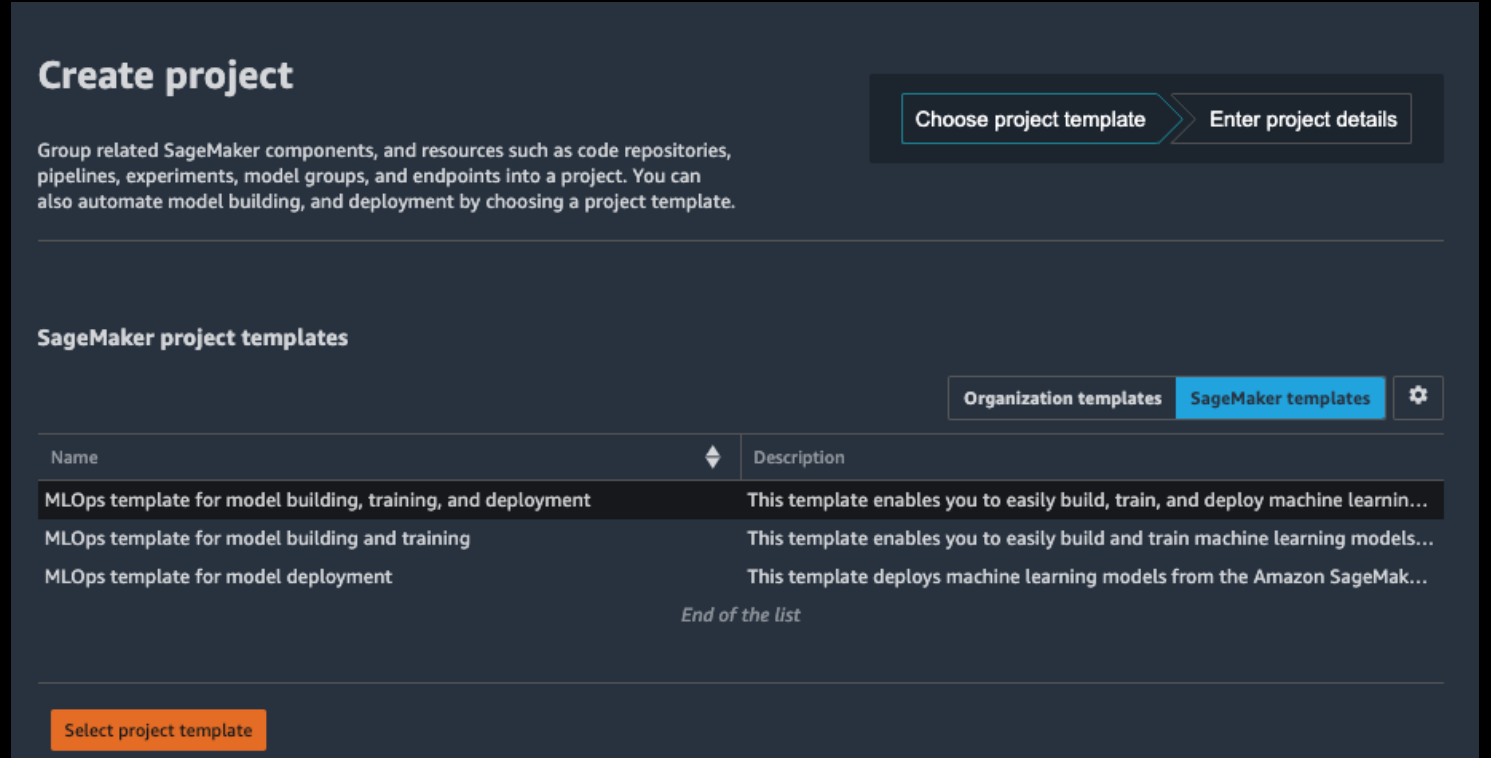 Create project
Choose project template
Enter project details
Group related SageMaker components, and resources such as code repositories,
pipelines, experiments, model groups, and endpoints into a project. You can
also automate model building, and deployment by choosing a project template.
SageMaker project templates
Organization templates
SageMaker templates
Name
Description
MLOps template for model building, training, and deployment
This template enables you to easily build, train, and deploy machine learnin...
MLOps template for model building and training
This template enables you to easily build and train machine learning models...
MLOps template for model deployment
This template deploys machine learning models from the Amazon SageMak...
End of the list
Select project template